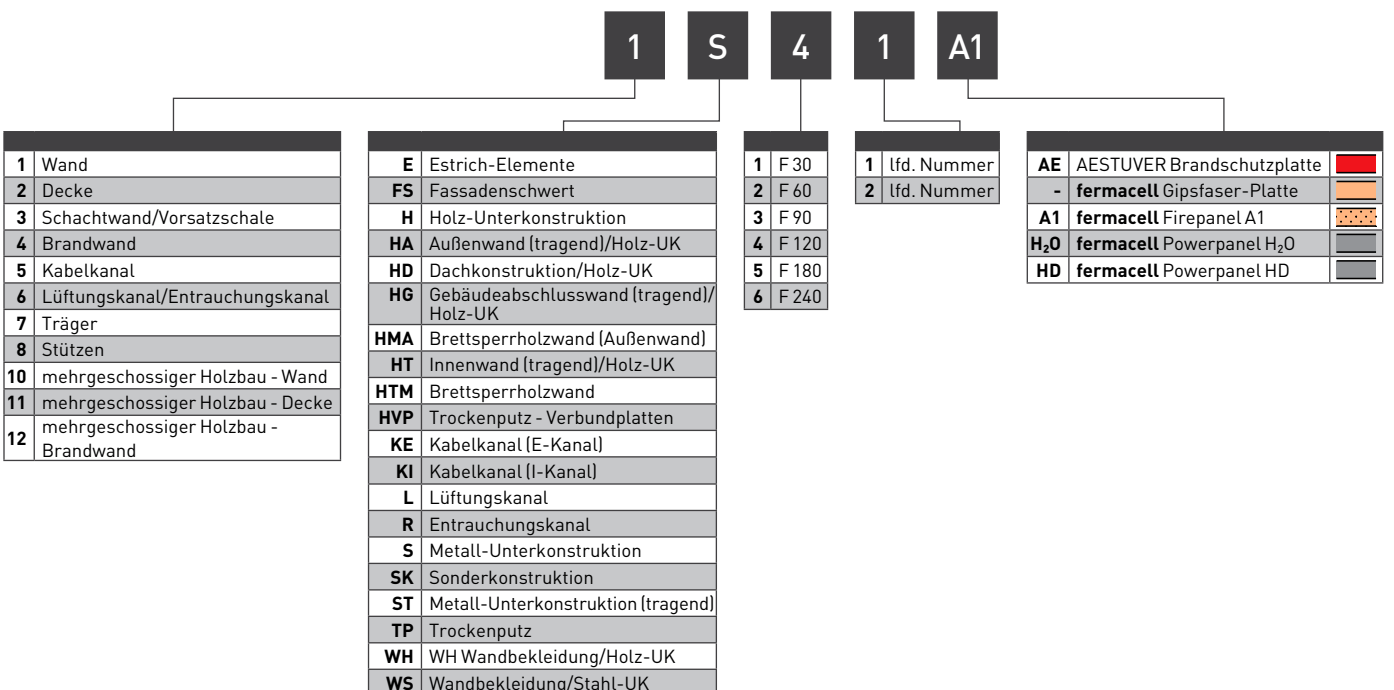 1 S 4 1 A1
1 Wand
2 Decke
3 Schachtwand/Vorsatzschale
4 Brandwand
5 Kabelkanal
6 Lüftungskanal/Entrauchungskanal
7 Träger
8 Stützen
10 mehrgeschossiger Holzbau - Wand
11 mehrgeschossiger Holzbau - Decke
12 mehrgeschossiger Holzbau -
Brandwand
E Estrich-Elemente
FS Fassadenschwert
H Holz-Unterkonstruktion
HA Außenwand (tragend)/Holz-UK
HD Dachkonstruktion/Holz-UK
HG Gebäudeabschlusswand (tragend)/
Holz-UK
HMA Brettsperrholzwand (Außenwand)
HT Innenwand (tragend)/Holz-UK
HTM Brettsperrholzwand
HVP Trockenputz - Verbundplatten
KE Kabelkanal (E-Kanal)
KI Kabelkanal (I-Kanal)
L Lüftungskanal
R Entrauchungskanal
S Metall-Unterkonstruktion
SK Sonderkonstruktion
ST Metall-Unterkonstruktion (tragend)
TP Trockenputz
WH WH Wandbekleidung/Holz-UK
WS Wandbekleidung/Stahl-UK
1 F 30
2 F 60
3 F 90
4 F 120
5 F 180
6 F 240
1 lfd. Nummer
2 lfd. Nummer
AE AESTUVER Brandschutzplatte
- fermacell Gipsfaser-Platte
A1 fermacell Firepanel A1
H₂O fermacell Powerpanel H₂O
HD fermacell Powerpanel HD